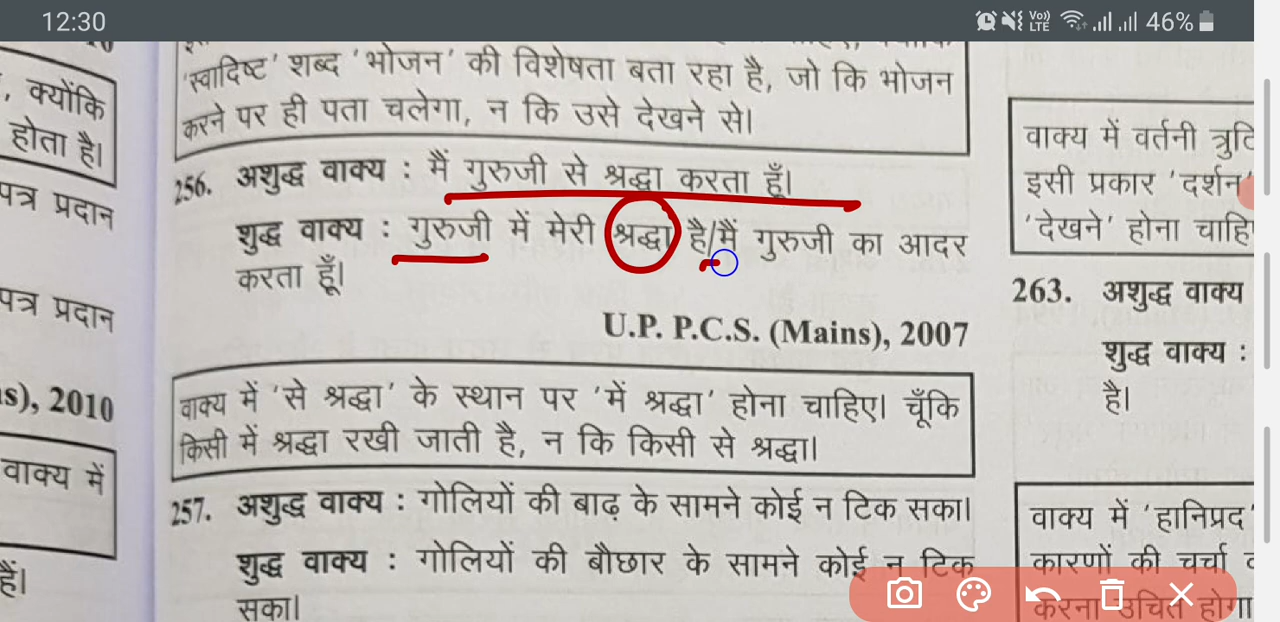 12:30
Vo)) LTE 46%
'स्वादिष्ट' शब्द 'भोजन' की विशेषता बता रहा है, जो कि भोजन
करने पर ही पता चलेगा, न कि उसे देखने से।
256. अशुद्ध वाक्य : मैं गुरुजी से श्रद्धा करता हूँ।
शुद्ध वाक्य : गुरुजी में मेरी श्रद्धा है/मैं गुरुजी का आदर
करता हूँ।
U.P. P.C.S. (Mains), 2007
वाक्य में 'से श्रद्धा' के स्थान पर 'में श्रद्धा' होना चाहिए। चूँकि
किसी में श्रद्धा रखी जाती है, न कि किसी से श्रद्धा।
257. अशुद्ध वाक्य : गोलियों की बाढ़ के सामने कोई न टिक सका।
शुद्ध वाक्य : गोलियों की बौछार के सामने कोई न टिक
सका।
, क्योंकि
होता है।
पत्र प्रदान
पत्र प्रदान
s), 2010
वाक्य में
हैं।
वाक्य में वर्तनी
इसी प्रकार 'दर्शन'
'देखने' होना
263. अशुद्ध वाक्य
शुद्ध वाक्य :
है।
वाक्य में 'हानिप्रद'
कारणों की चर्चा
करना उचित होगा